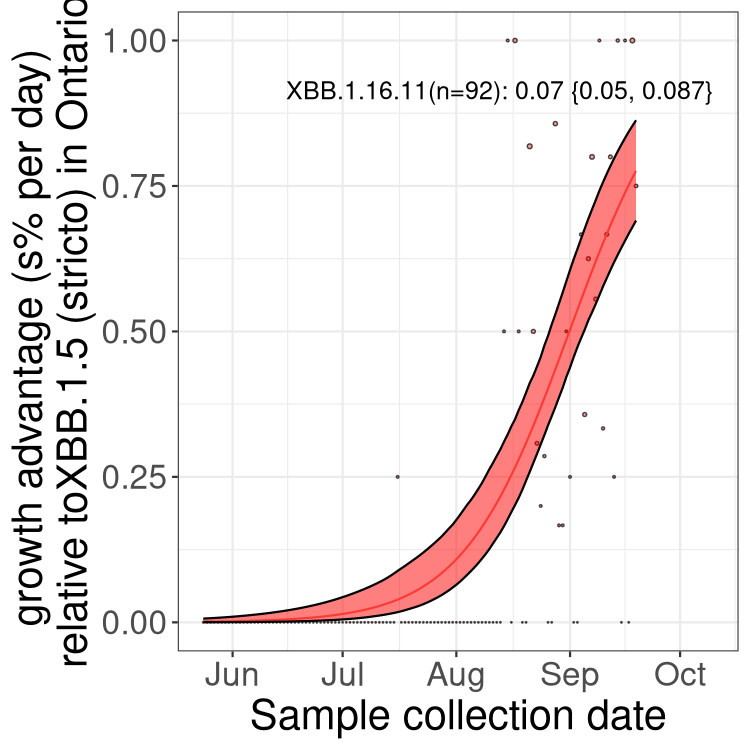 growth advantage (s% per day)
relative toXBB.1.5 (stricto) in Ontario
1.00
0.75
0.50
0.25
0.00
XBB.1.16.11(n=92): 0.07 {0.05, 0.087}
Jun Jul Aug Sep Oct
Sample collection date